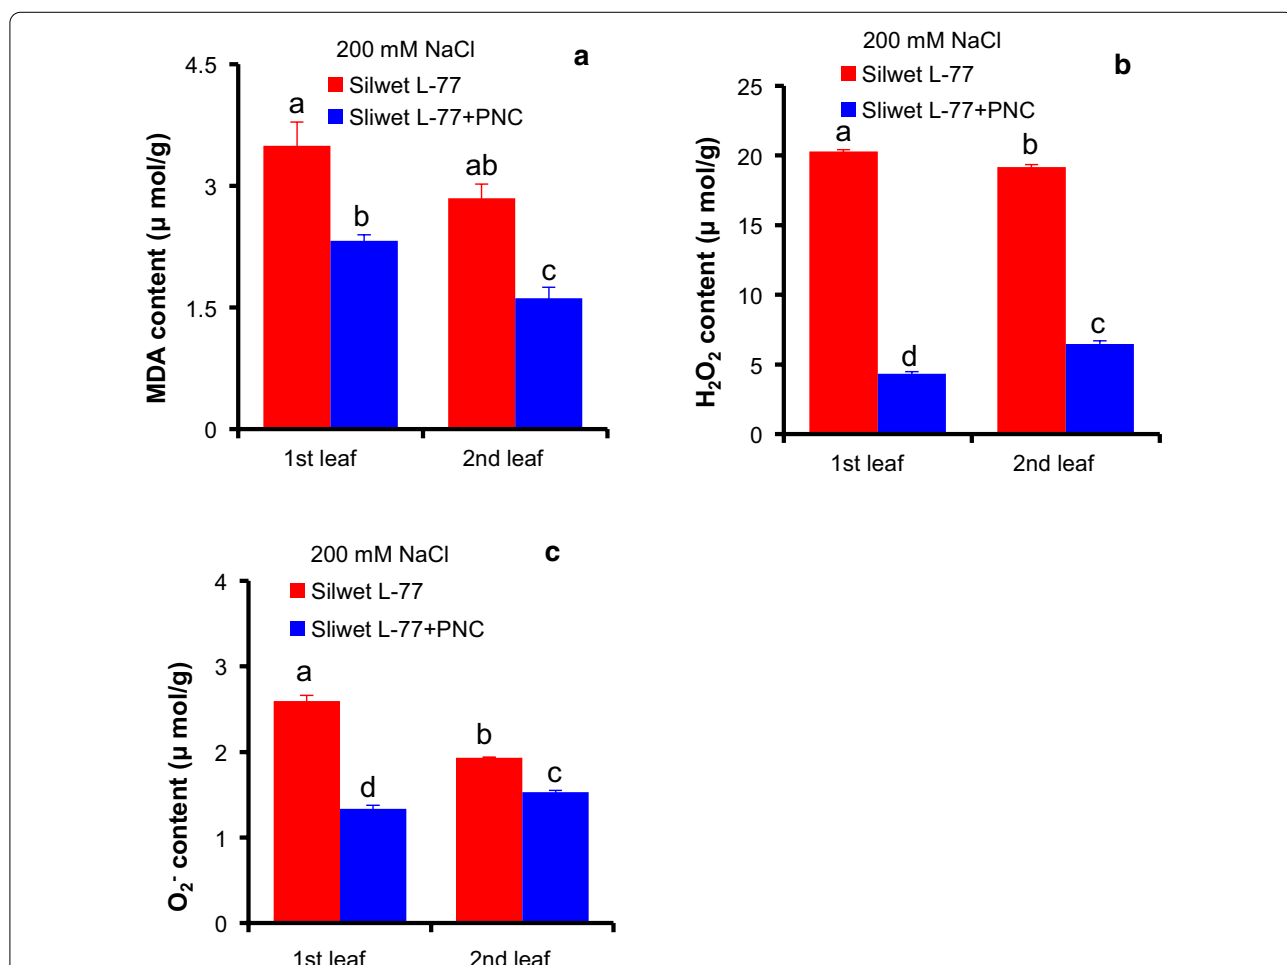 200 mM NaCl
a
Silwet L-77
Sliwet L-77+PNC
4.5
3
1.5
0
MDA content (µ mol/g)
a
b
ab
c
1st leaf
2nd leaf
200 mM NaCl
b
Silwet L-77
Sliwet L-77+PNC
25
20
15
10
5
0
H₂O₂ content (µ mol/g)
a
d
b
c
1st leaf
2nd leaf
200 mM NaCl
c
Silwet L-77
Sliwet L-77+PNC
4
3
2
1
0
O₂⁻ content (µ mol/g)
a
d
b
c
1st leaf
2nd leaf